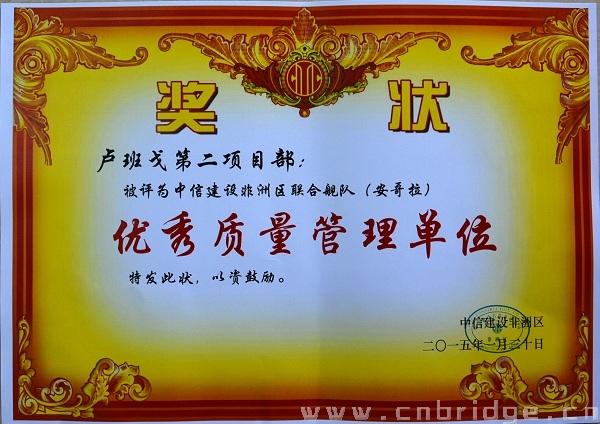 奖状
卢班戈第二项目部：
被评为中信建设非洲区联合舰队（安哥拉）
优秀质量管理单位
特发此状，以资鼓励。
中信建设非洲区
二〇一五年一月三十日
www.cnbridge.cn